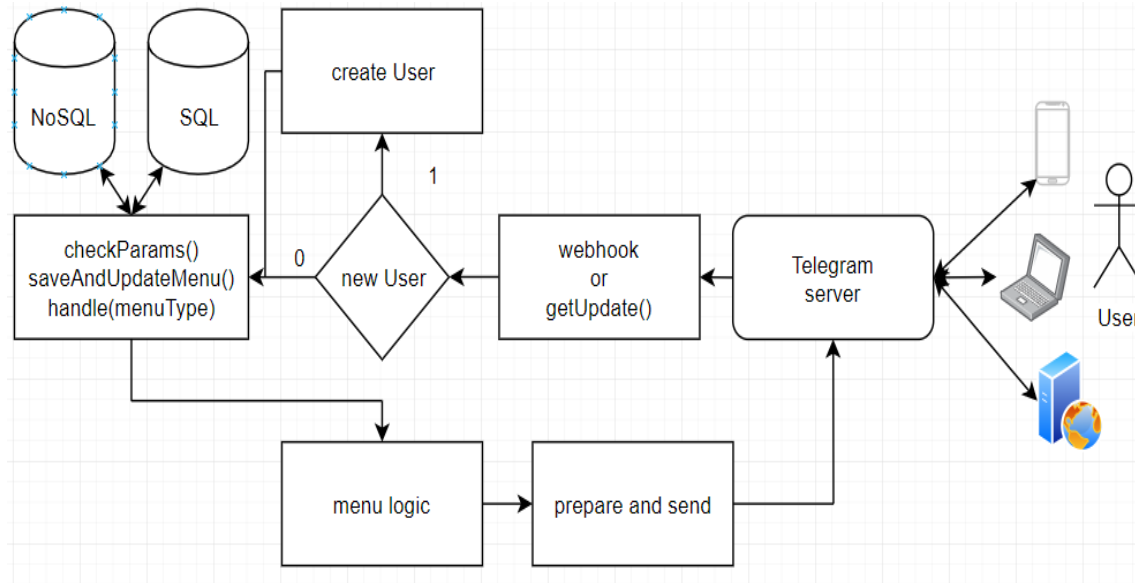 NoSQL
SQL
create User
1
checkParams()
saveAndUpdateMenu()
handle(menuType)
0
new User
webhook
or
getUpdate()
Telegram
server
User
menu logic
prepare and send